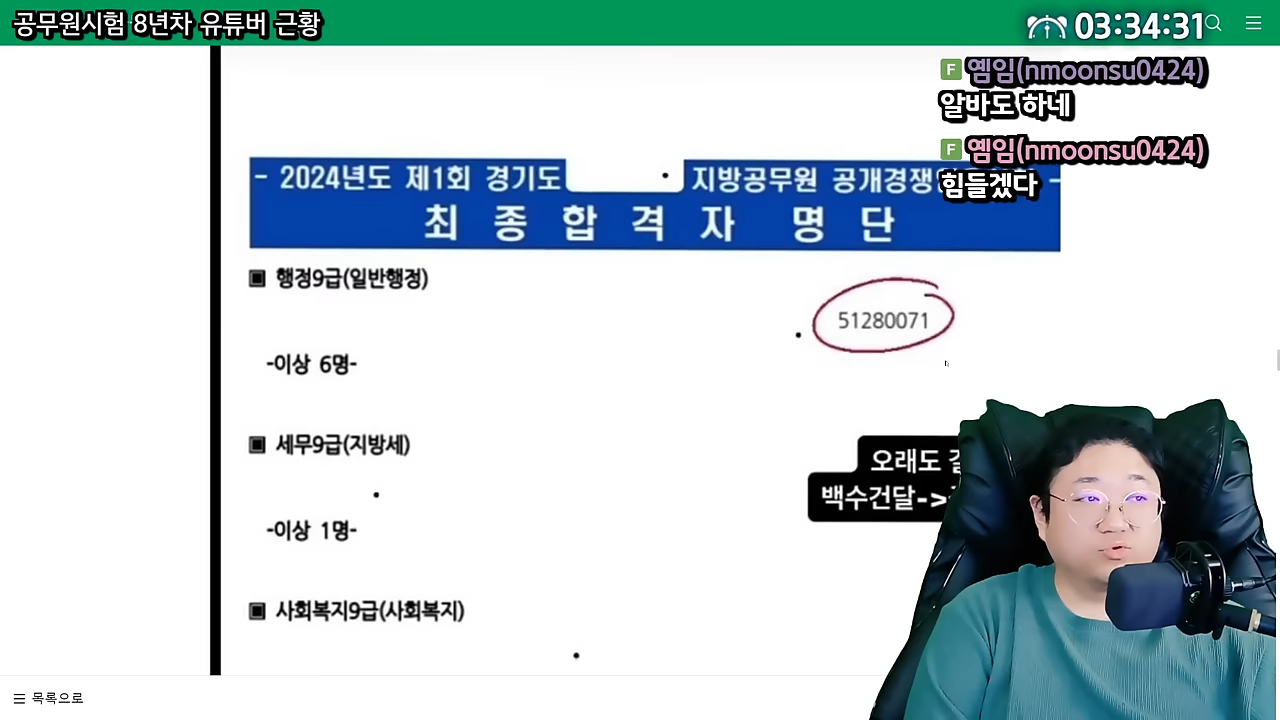 공무원시험 8년차 유튜버 근황
03:34:31
F 옘임(nmoonsu0424)
알바도 하네
F 옘임(nmoonsu0424)
힘들겠다
- 2024년도 제1회 경기도 지방공무원 공개경쟁 -
최종합격자 명단
▣ 행정9급(일반행정)
51280071
-이상 6명-
▣ 세무9급(지방세)
오래도
백수건달->
-이상 1명-
▣ 사회복지9급(사회복지)
목록으로